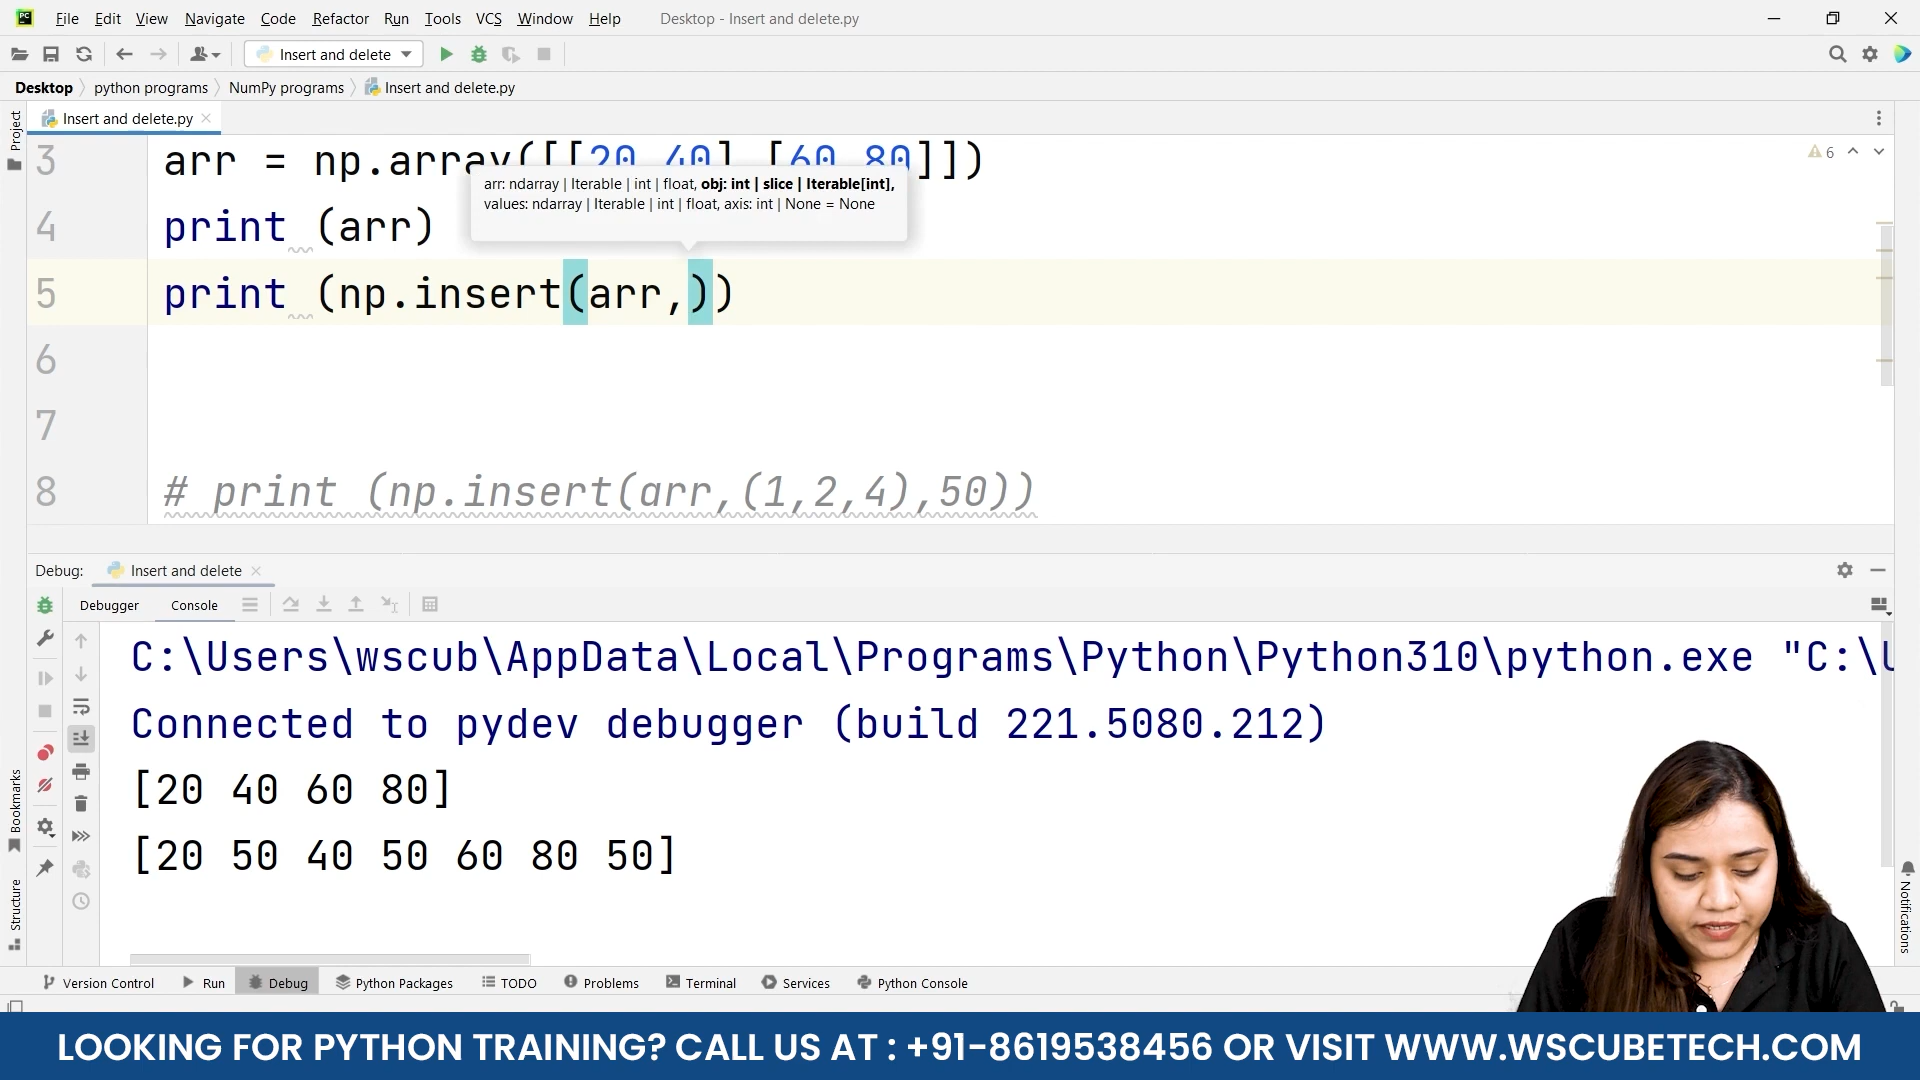 File Edit View Navigate Code Refactor Run Tools VCS Window Help Desktop - Insert and delete.py
Insert and delete
Desktop python programs NumPy programs Insert and delete.py
Project
Insert and delete.py
6
3 arr = np.array([[20,40],[60,80]])
arr: ndarray | Iterable | int | float, obj: int | slice | Iterable[int],
values: ndarray | Iterable | int | float, axis: int | None = None
4 print (arr)
5 print (np.insert(arr,))
6
7
8 # print (np.insert(arr,(1,2,4),50))
Debug: Insert and delete
Debugger Console
C:\Users\wscub\AppData\Local\Programs\Python\Python310\python.exe "C:\U
Connected to pydev debugger (build 221.5080.212)
[20 40 60 80]
[20 50 40 50 60 80 50]
Bookmarks
Structure
Notifications
Version Control Run Debug Python Packages TODO Problems Terminal Services Python Console
LOOKING FOR PYTHON TRAINING? CALL US AT : +91-8619538456 OR VISIT WWW.WSCUBETECH.COM